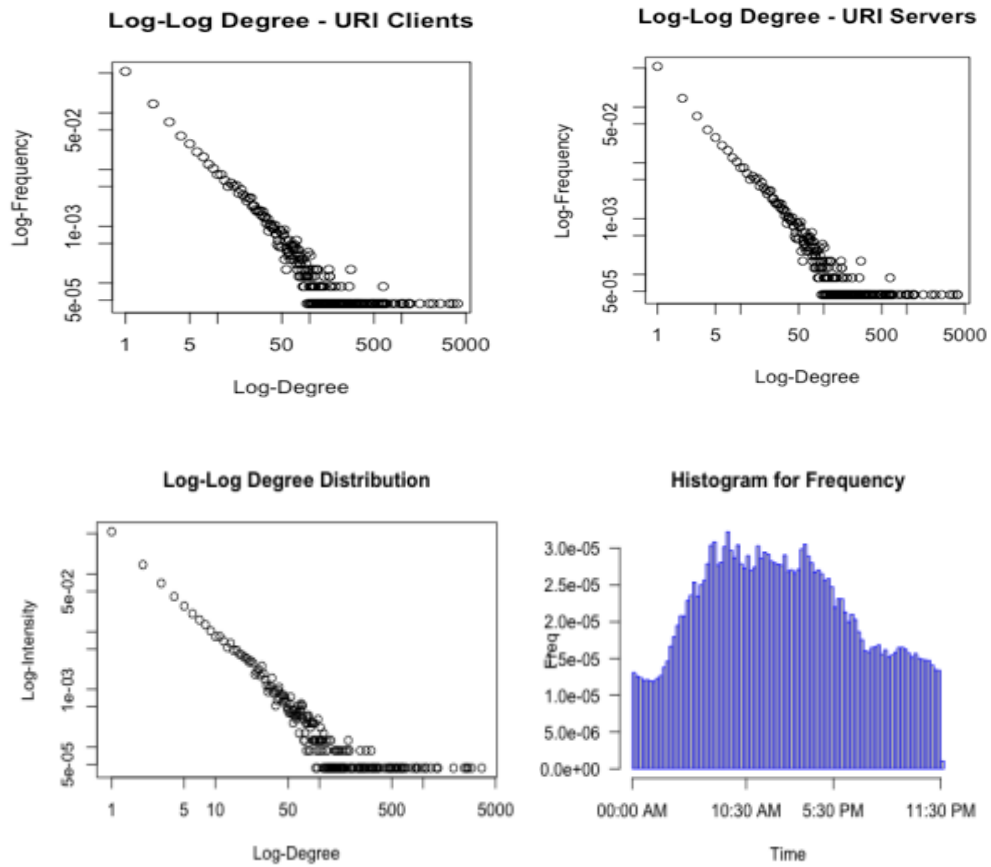 Log-Log Degree - URI Clients
Log-Frequency
5e-02
1e-03
5e-05
1 5 50 500 5000
Log-Degree
Log-Log Degree - URI Servers
Log-Frequency
5e-02
1e-03
5e-05
1 5 50 500 5000
Log-Degree
Log-Log Degree Distribution
Log-Intensity
5e-02
1e-03
5e-05
1 5 10 50 500 5000
Log-Degree
Histogram for Frequency
Freq
3.0e-05
2.5e-05
2.0e-05
1.5e-05
1.0e-05
5.0e-06
0.0e+00
00:00 AM 10:30 AM 5:30 PM 11:30 PM
Time